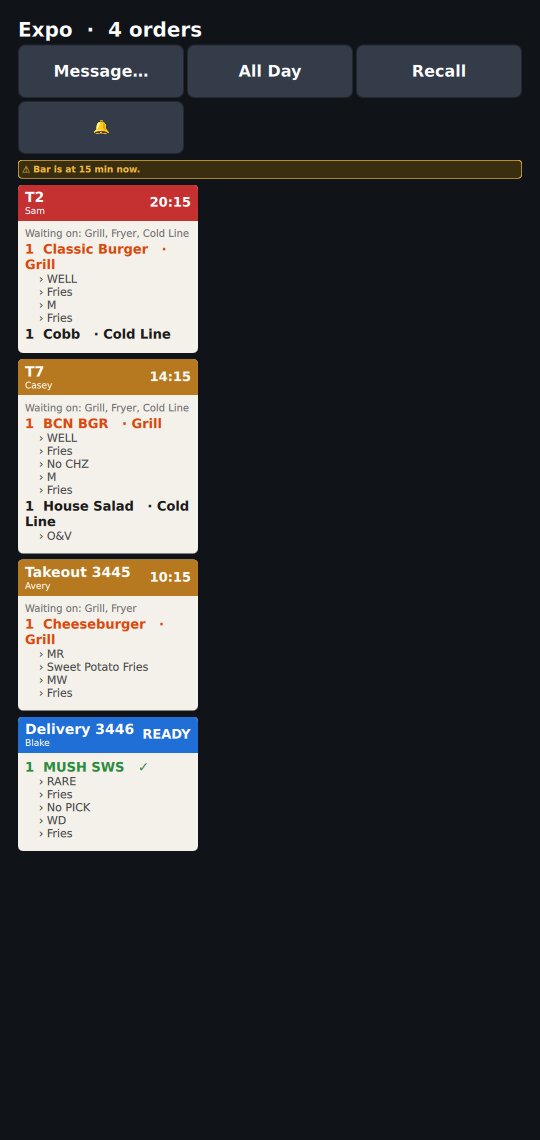 Expo · 4 orders
Message…
All Day
Recall
🔔
⚠ Bar is at 15 min now.
T2
Sam
20:15
Waiting on: Grill, Fryer, Cold Line
1 Classic Burger ·
Grill
› WELL
› Fries
› M
› Fries
1 Cobb · Cold Line
T7
Casey
14:15
Waiting on: Grill, Fryer, Cold Line
1 BCN BGR · Grill
› WELL
› Fries
› No CHZ
› M
› Fries
1 House Salad · Cold
Line
› O&V
Takeout 3445
Avery
10:15
Waiting on: Grill, Fryer
1 Cheeseburger ·
Grill
› MR
› Sweet Potato Fries
› MW
› Fries
Delivery 3446
Blake
READY
1 MUSH SWS ✓
› RARE
› Fries
› No PICK
› WD
› Fries